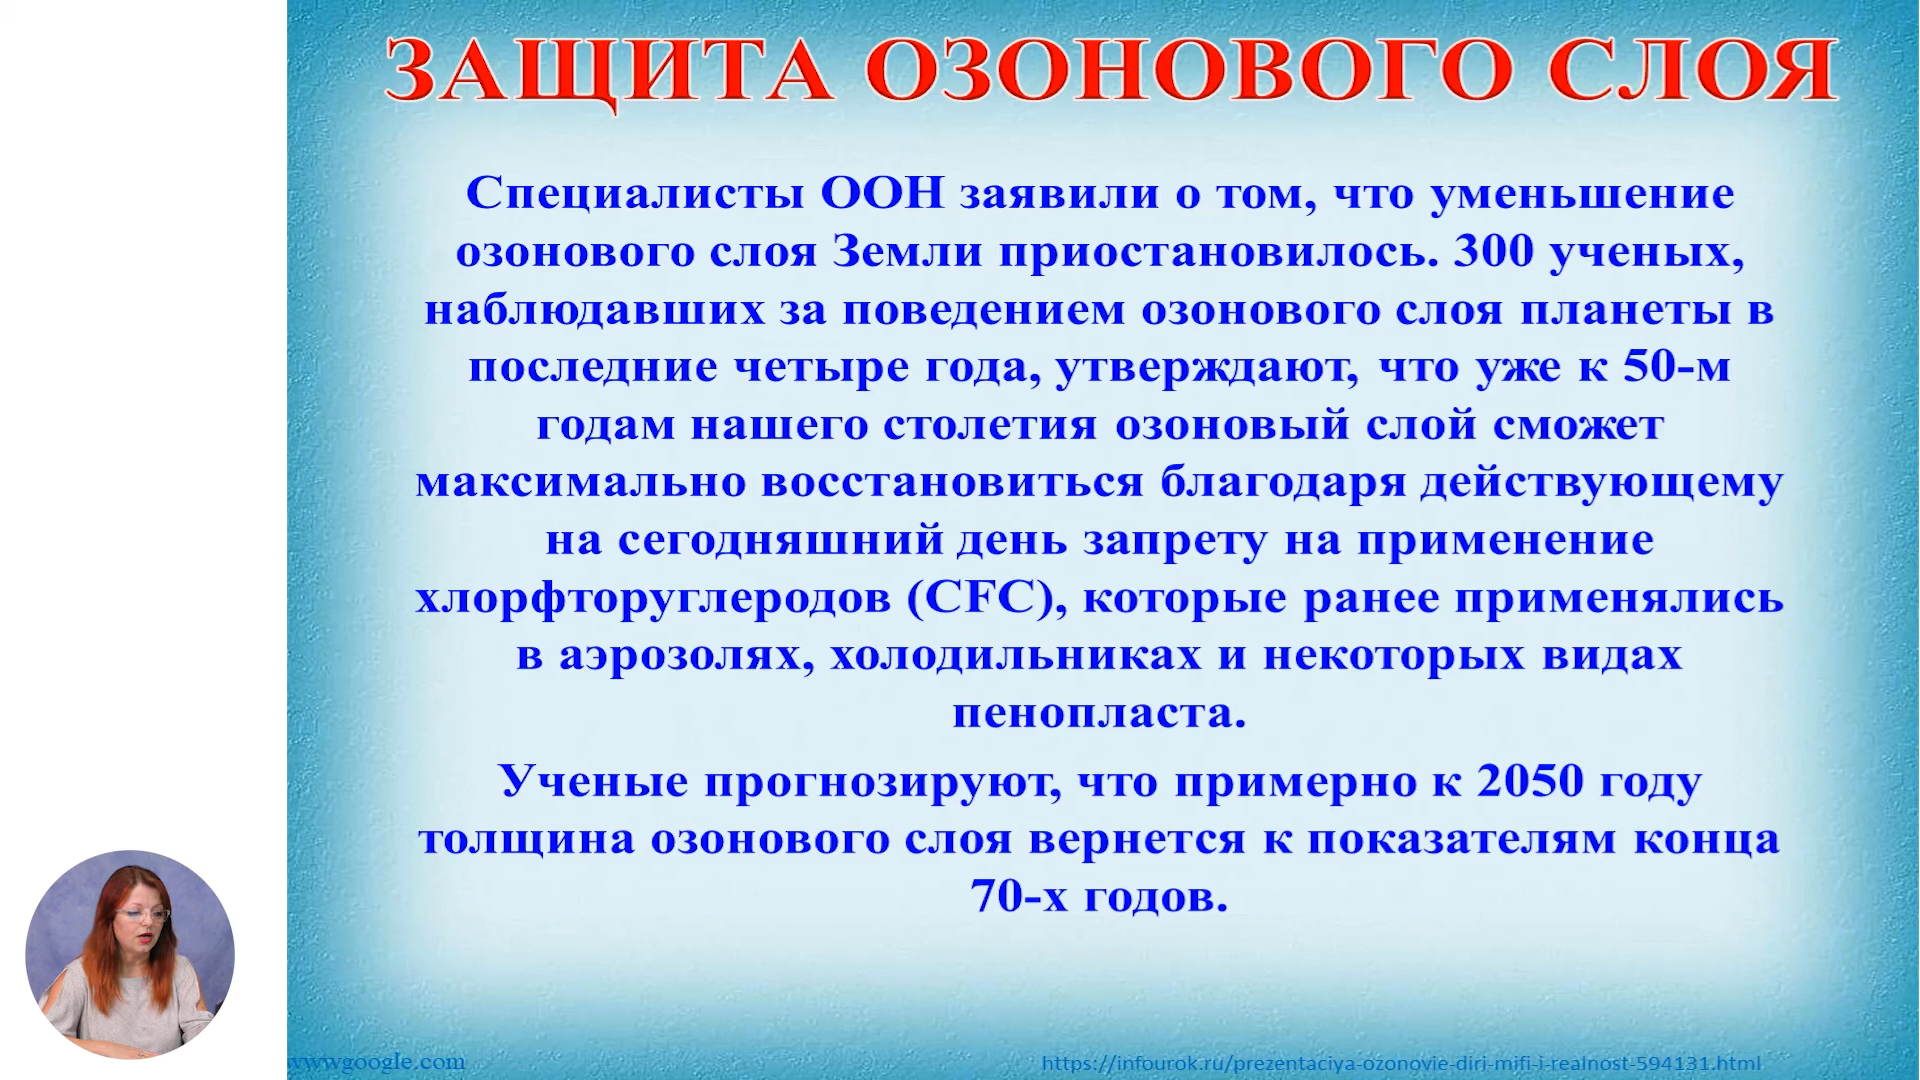 ЗАЩИТА ОЗОНОВОГО СЛОЯ
Специалисты ООН заявили о том, что уменьшение
озонового слоя Земли приостановилось. 300 ученых,
наблюдавших за поведением озонового слоя планеты в
последние четыре года, утверждают, что уже к 50-м
годам нашего столетия озоновый слой сможет
максимально восстановиться благодаря действующему
на сегодняшний день запрету на применение
хлорфторуглеродов (CFC), которые ранее применялись
в аэрозолях, холодильниках и некоторых видах
пенопласта.
Ученые прогнозируют, что примерно к 2050 году
толщина озонового слоя вернется к показателям конца
70-х годов.
wwwgoogle.com
https://infourok.ru/prezentaciya-ozonovie-diri-mifi-i-realnost-594131.html